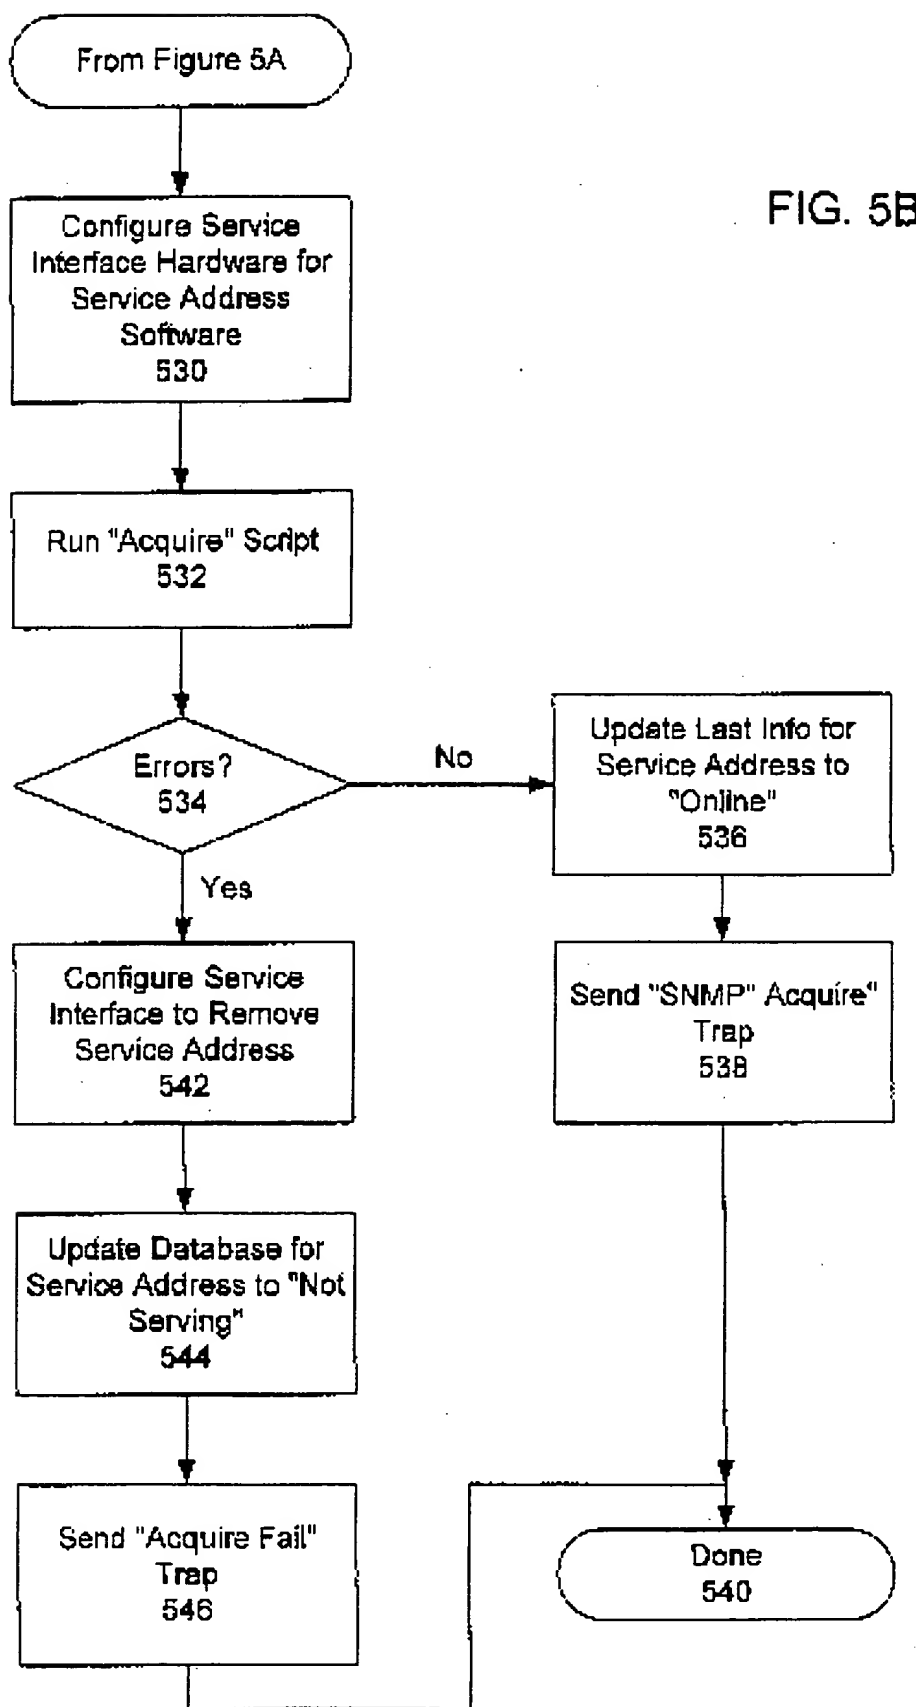 From Figure 5A
FIG. 5B
Configure Service
Interface Hardware for
Service Address
Software
530
Run "Acquire" Script
532
Errors?
534
No
Yes
Update Last Info for
Service Address to
"Online"
536
Send "SNMP" Acquire"
Trap
538
Configure Service
Interface to Remove
Service Address
542
Update Database for
Service Address to "Not
Serving"
544
Send "Acquire Fail"
Trap
546
Done
540